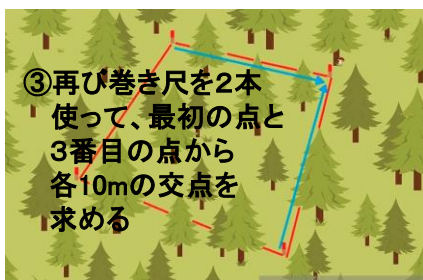 ③再び巻き尺を2本
使って、最初の点と
3番目の点から
各10mの交点を
求める